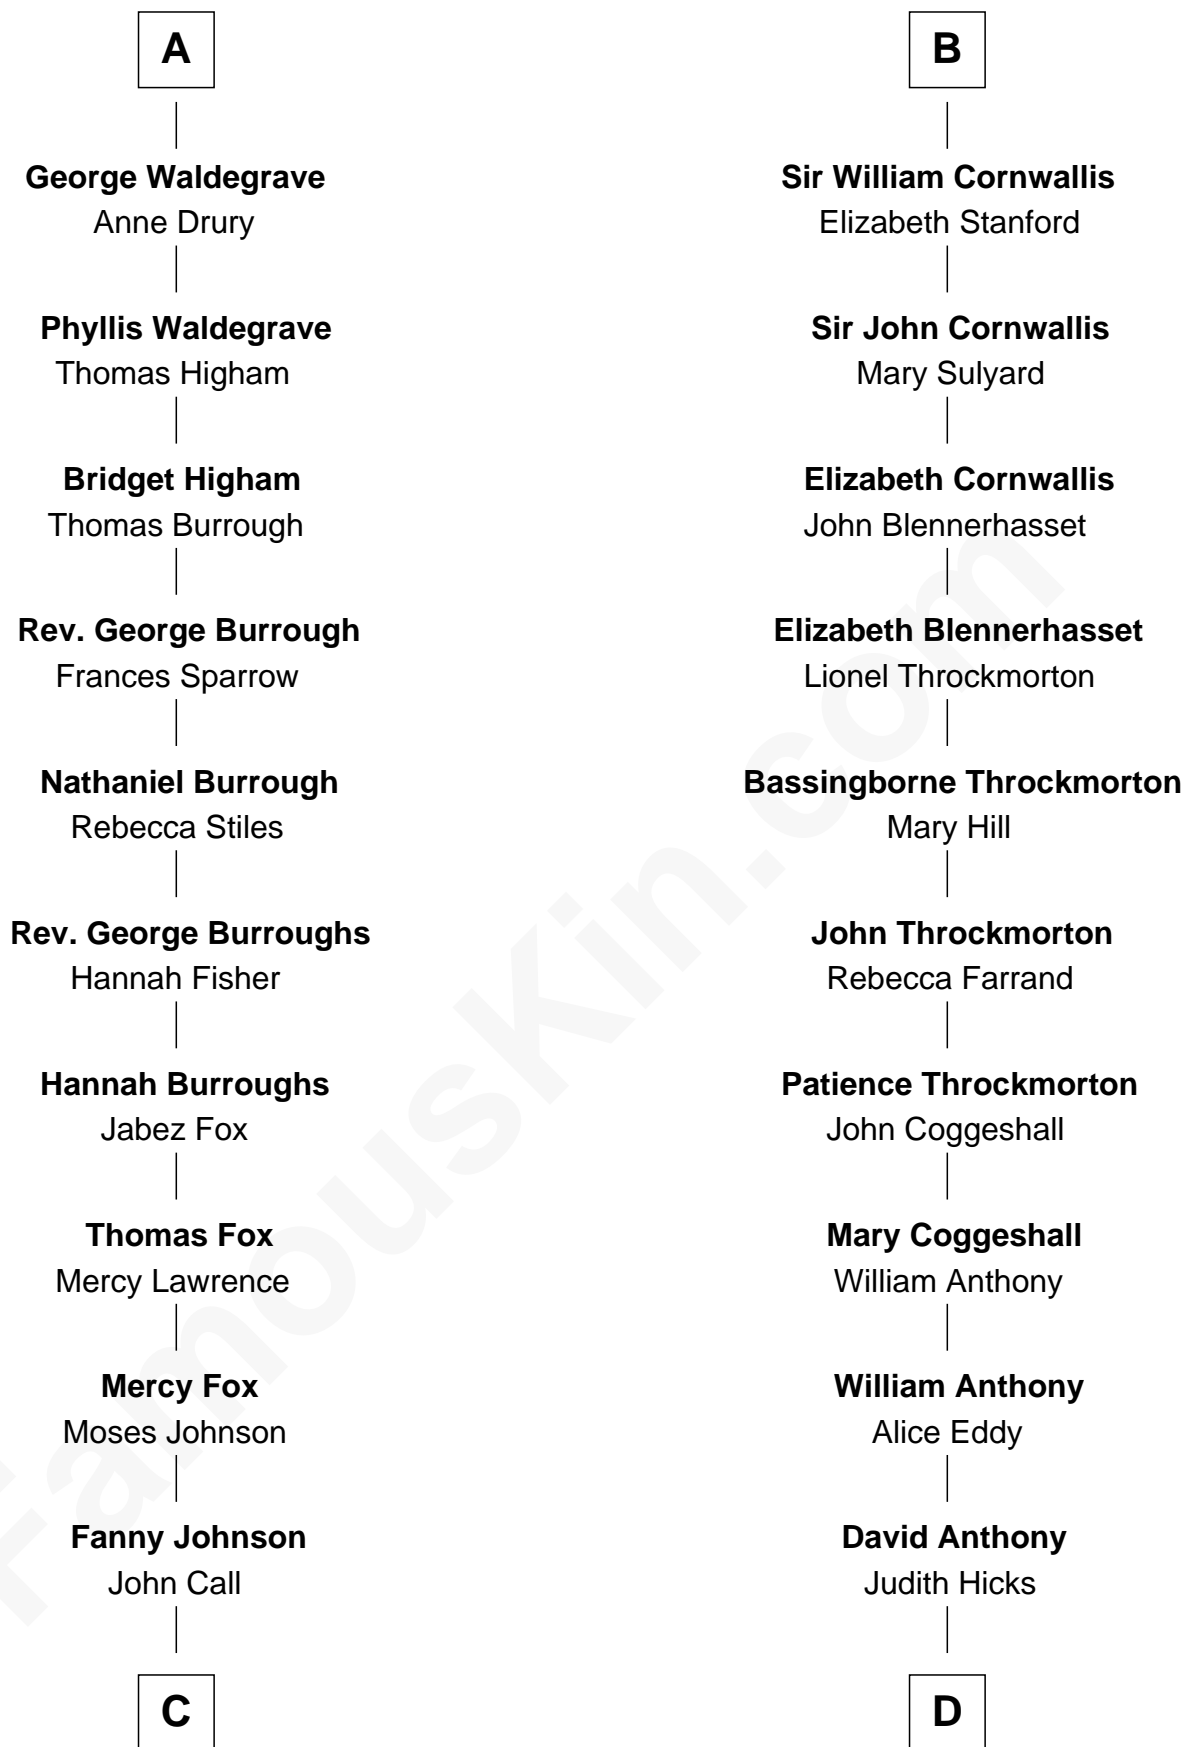 A
George Waldegrave
Anne Drury
Phyllis Waldegrave
Thomas Higham
Bridget Higham
Thomas Burrough
Rev. George Burrough
Frances Sparrow
Nathaniel Burrough
Rebecca Stiles
Rev. George Burroughs
Hannah Fisher
Hannah Burroughs
Jabez Fox
Thomas Fox
Mercy Lawrence
Mercy Fox
Moses Johnson
Fanny Johnson
John Call
C
B
Sir William Cornwallis
Elizabeth Stanford
Sir John Cornwallis
Mary Sulyard
Elizabeth Cornwallis
John Blennerhasset
Elizabeth Blennerhasset
Lionel Throckmorton
Bassingborne Throckmorton
Mary Hill
John Throckmorton
Rebecca Farrand
Patience Throckmorton
John Coggeshall
Mary Coggeshall
William Anthony
William Anthony
Alice Eddy
David Anthony
Judith Hicks
D
FamousKin.com